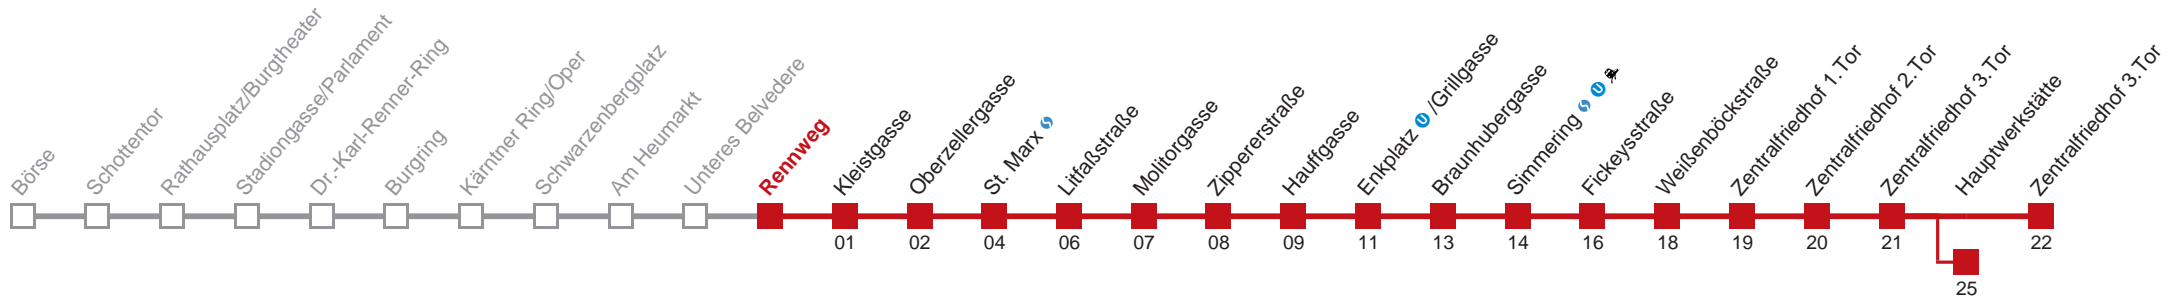 Börse
Schottentor
Rathausplatz/Burgtheater
Stadiongasse/Parlament
Dr.-Karl-Renner-Ring
Burgring
Kärntner Ring/Oper
Schwarzenbergplatz
Am Heumarkt
Unteres Belvedere
Rennweg
Kleistgasse
Oberzellergasse
St. Marx S
Litfaßstraße
Molitorgasse
Zippererstraße
Hauffgasse
Enkplatz U /Grillgasse
Braunhubergasse
Simmering S U
Fickeysstraße
Weißenböckstraße
Zentralfriedhof 1.Tor
Zentralfriedhof 2.Tor
Zentralfriedhof 3.Tor
Hauptwerkstätte
Zentralfriedhof 3.Tor
01 02 04 06 07 08 09 11 13 14 16 18 19 20 21 22
25